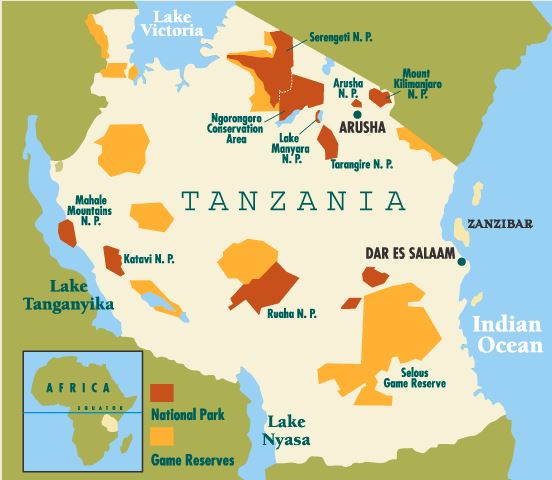 Lake
Victoria
Serengeti N. P.
Mount
Kilimanjaro
N. P.
Arusha
N. P.
Ngorongoro
Conservation
Area
ARUSHA
Lake
Manyara
N. P.
Tarangire N. P.
TANZANIA
Mahale
Mountains
N. P.
ZANZIBAR
Katavi N. P.
DAR ES SALAAM
Lake
Tanganyika
Ruaha N. P.
Indian
Ocean
Selous
Game Reserve
AFRICA
EQUATOR
National Park
Lake
Nyasa
Game Reserves